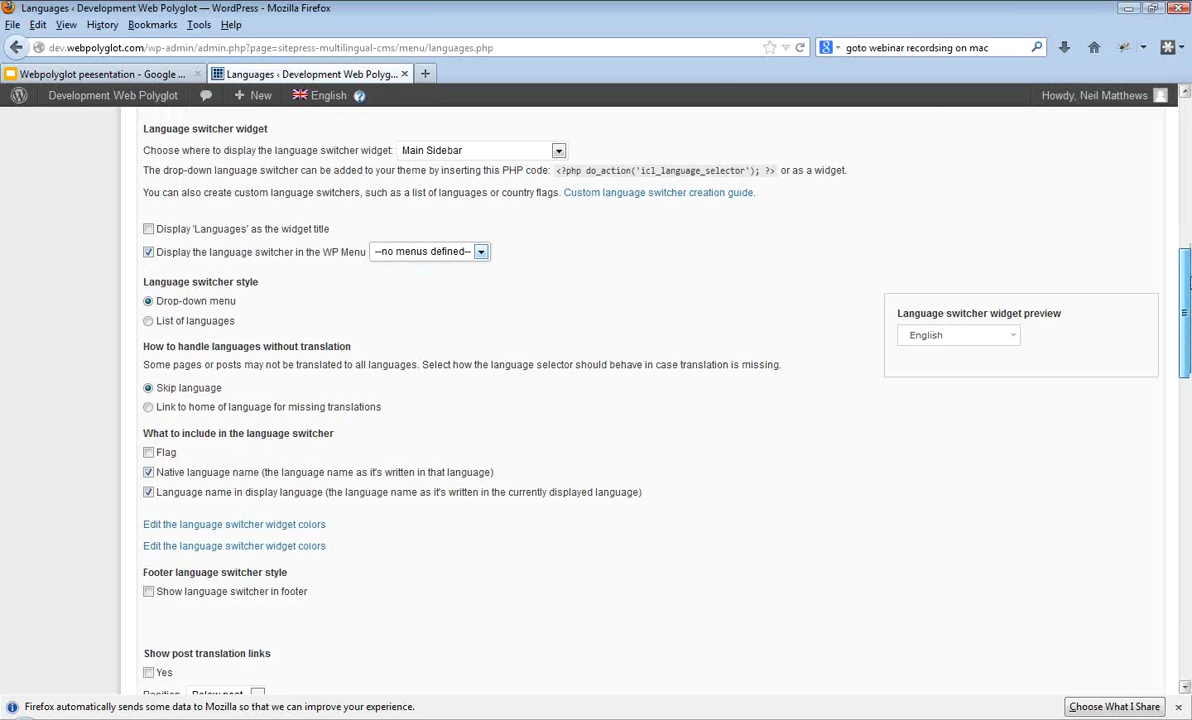 Languages ‹ Development Web Polyglot — WordPress - Mozilla Firefox
File Edit View History Bookmarks Tools Help
dev.webpolyglot.com/wp-admin/admin.php?page=sitepress-multilingual-cms/menu/languages.php
goto webinar recordsing on mac
Webpolyglot peesentation - Google ...
Languages ‹ Development Web Polyg...
Development Web Polyglot New English Howdy, Neil Matthews
Language switcher widget
Choose where to display the language switcher widget: Main Sidebar
The drop-down language switcher can be added to your theme by inserting this PHP code: <?php do_action('icl_language_selector'); ?> or as a widget.
You can also create custom language switchers, such as a list of languages or country flags. Custom language switcher creation guide.
Display 'Languages' as the widget title
Display the language switcher in the WP Menu --no menus defined--
Language switcher style
Drop-down menu
List of languages
Language switcher widget preview
English
How to handle languages without translation
Some pages or posts may not be translated to all languages. Select how the language selector should behave in case translation is missing.
Skip language
Link to home of language for missing translations
What to include in the language switcher
Flag
Native language name (the language name as it's written in that language)
Language name in display language (the language name as it's written in the currently displayed language)
Edit the language switcher widget colors
Edit the language switcher widget colors
Footer language switcher style
Show language switcher in footer
Show post translation links
Yes
Position Below post
Firefox automatically sends some data to Mozilla so that we can improve your experience.
Choose What I Share